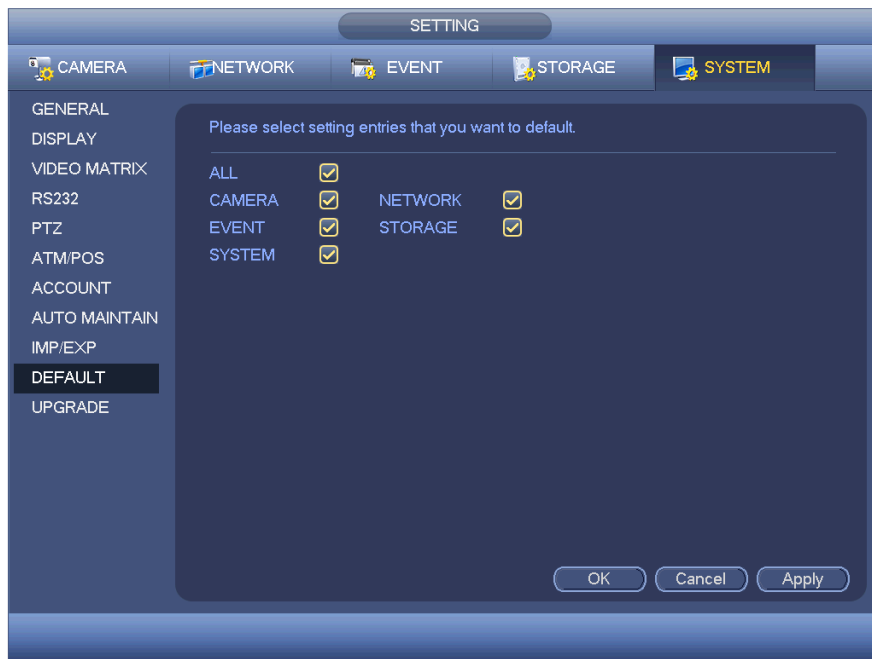 SETTING
CAMERA NETWORK EVENT STORAGE SYSTEM
GENERAL
DISPLAY
VIDEO MATRIX
RS232
PTZ
ATM/POS
ACCOUNT
AUTO MAINTAIN
IMP/EXP
DEFAULT
UPGRADE
Please select setting entries that you want to default.
ALL
CAMERA NETWORK
EVENT STORAGE
SYSTEM
OK Cancel Apply